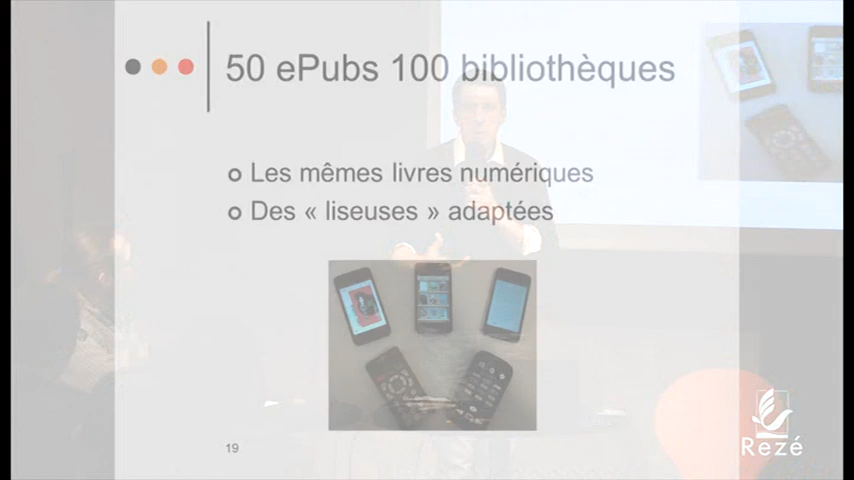 50 ePubs 100 bibliothèques
o Les mêmes livres numériques
o Des « liseuses » adaptées
19
Rezé